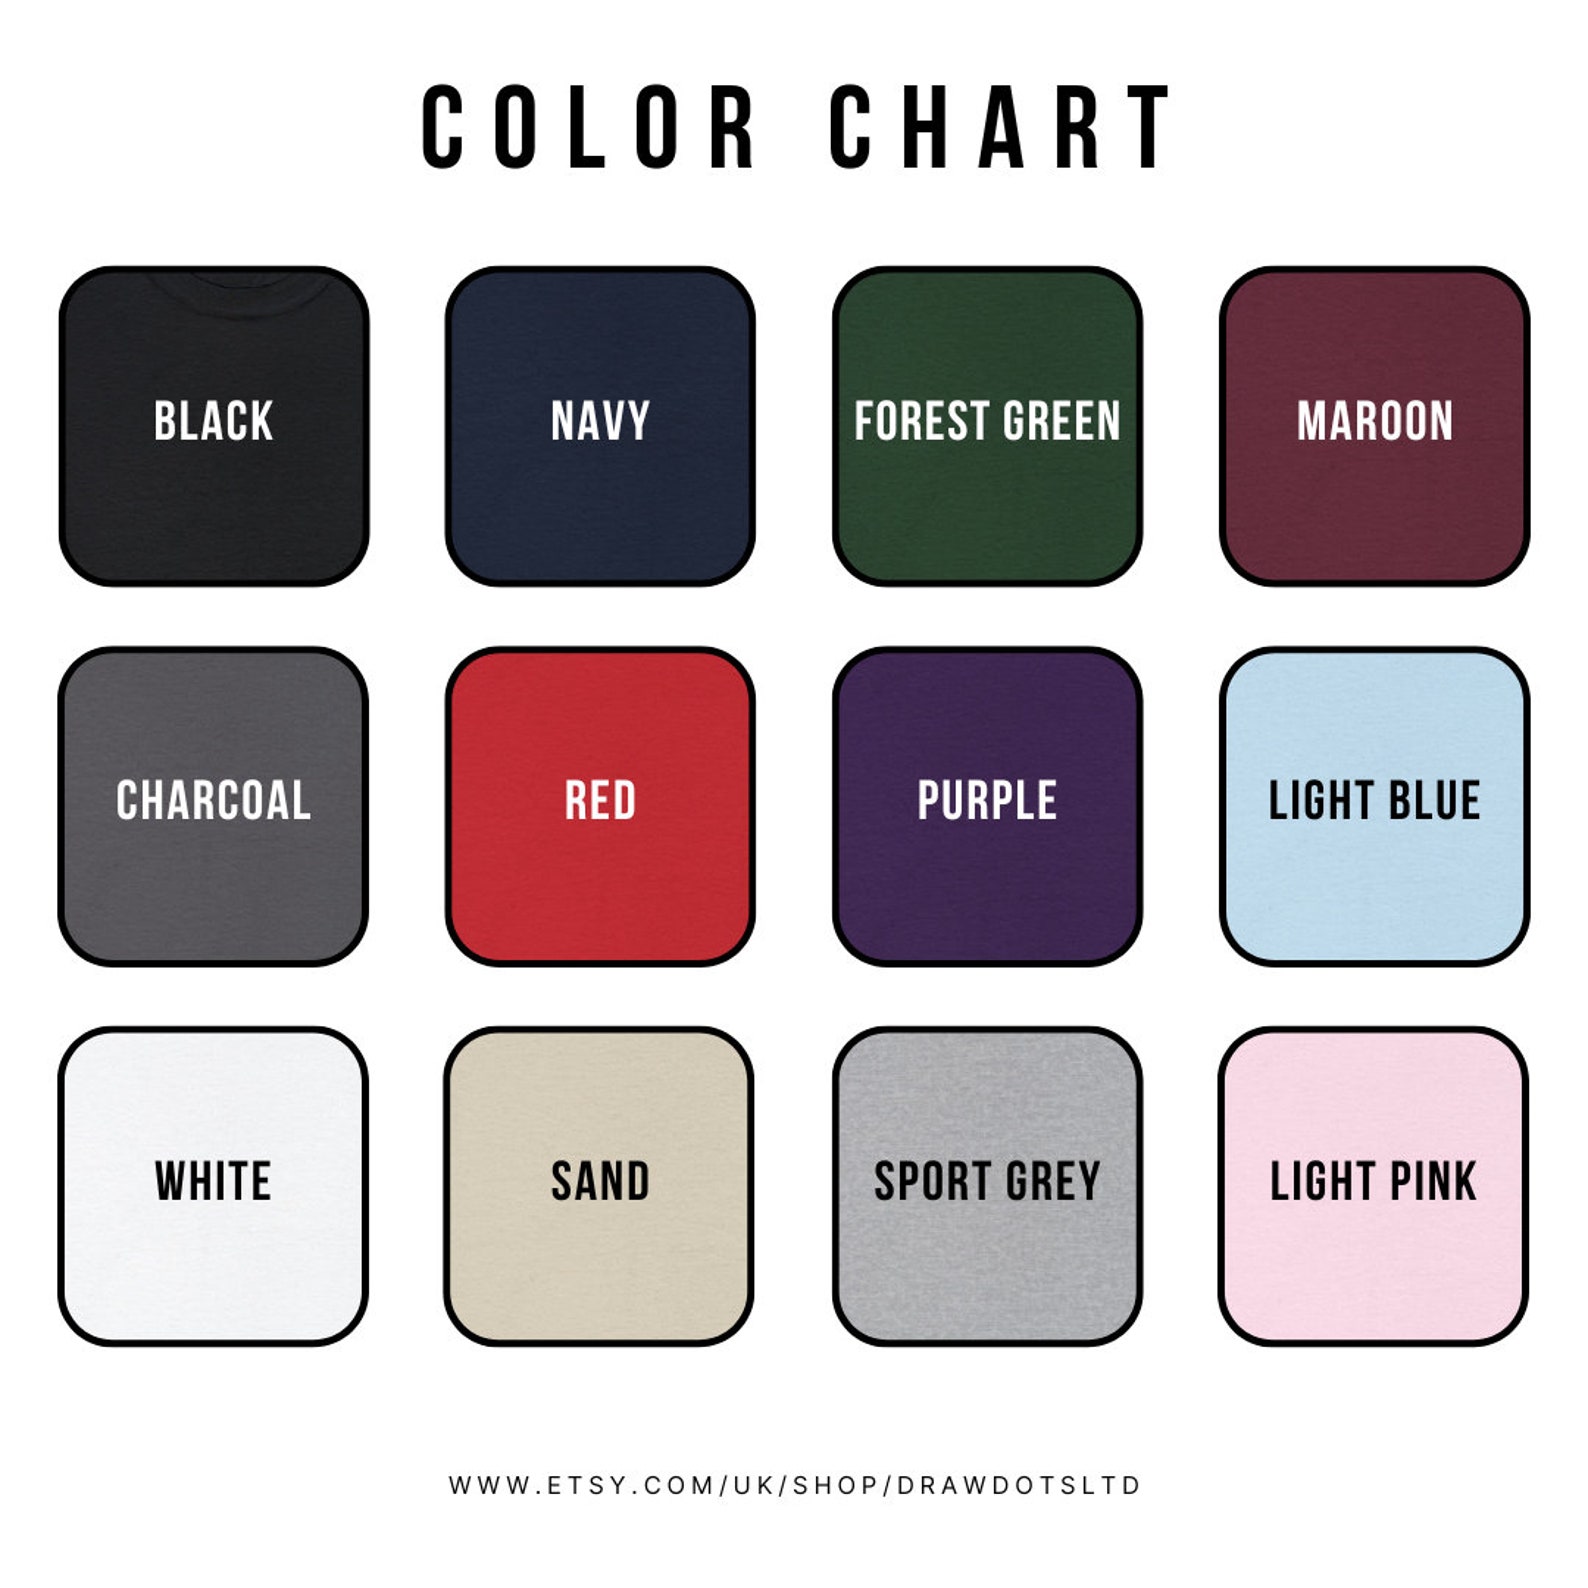 COLOR CHART
BLACK
NAVY
FOREST GREEN
MAROON
CHARCOAL
RED
PURPLE
LIGHT BLUE
WHITE
SAND
SPORT GREY
LIGHT PINK
WWW.ETSY.COM/UK/SHOP/DRAWDOTSLTD